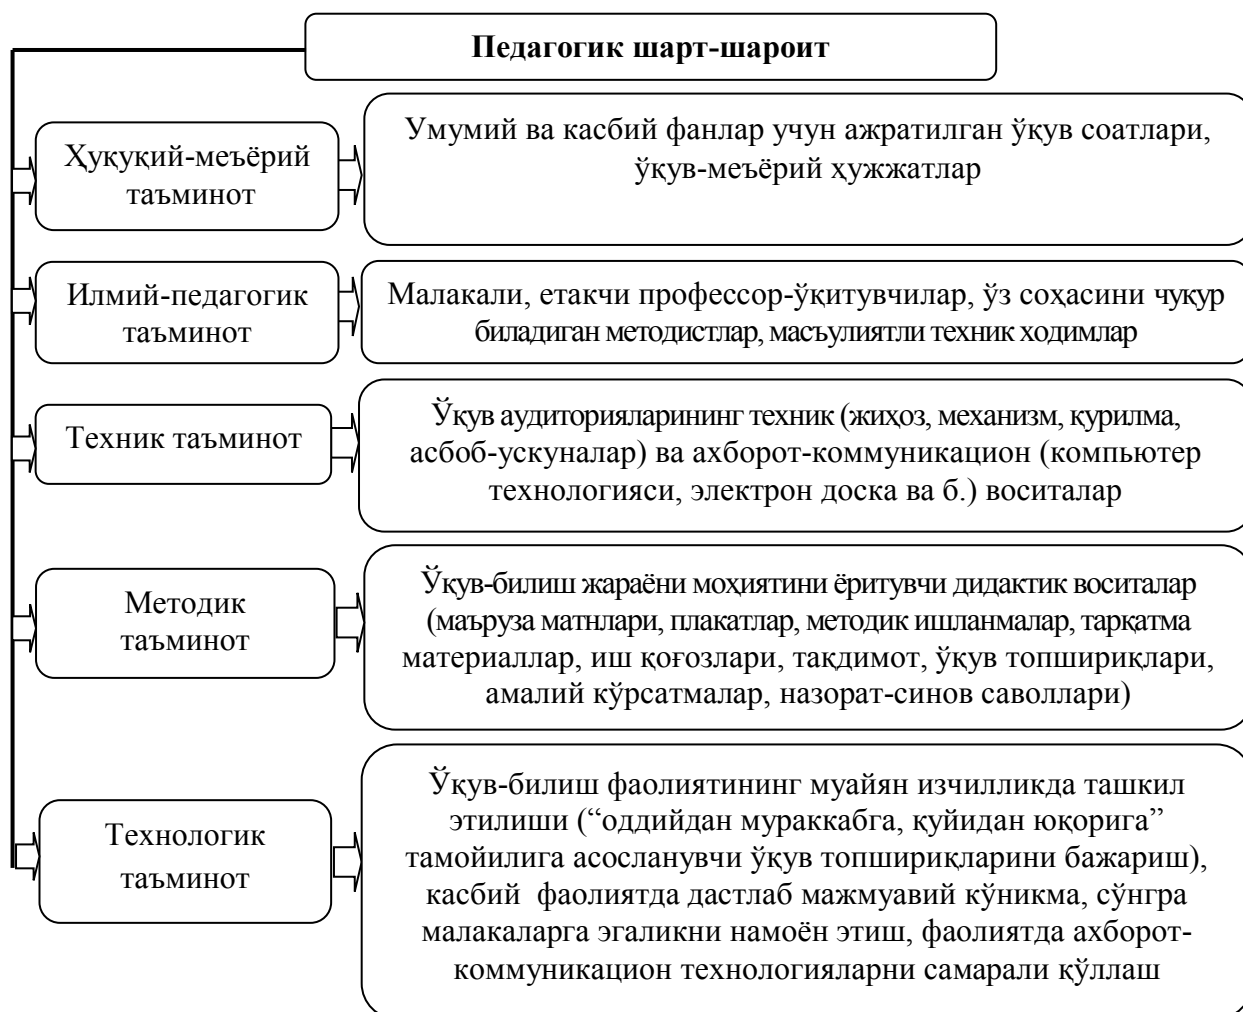 Педагогик шарт-шароит
Ҳуқуқий-меъёрий
таъминот
Умумий ва касбий фанлар учун ажратилган ўқув соатлари,
ўқув-меъёрий ҳужжатлар
Илмий-педагогик
таъминот
Малакали, етакчи профессор-ўқитувчилар, ўз соҳасини чуқур
биладиган методистлар, масъулиятли техник ходимлар
Техник таъминот
Ўқув аудиторияларининг техник (жиҳоз, механизм, қурилма,
асбоб-ускуналар) ва ахборот-коммуникацион (компьютер
технологияси, электрон доска ва б.) воситалар
Методик
таъминот
Ўқув-билиш жараёни моҳиятини ёритувчи дидактик воситалар
(маъруза матнлари, плакатлар, методик ишланмалар, тарқатма
материаллар, иш қоғозлари, тақдимот, ўқув топшириқлари,
амалий кўрсатмалар, назорат-синов саволлари)
Технологик
таъминот
Ўқув-билиш фаолиятининг муайян изчилликда ташкил
этилиши (“оддийдан мураккабга, қуйидан юқорига”
тамойилига асосланувчи ўқув топшириқларини бажариш),
касбий фаолиятда дастлаб мажмуавий кўникма, сўнгра
малакаларга эгаликни намоён этиш, фаолиятда ахборот-
коммуникацион технологияларни самарали қўллаш